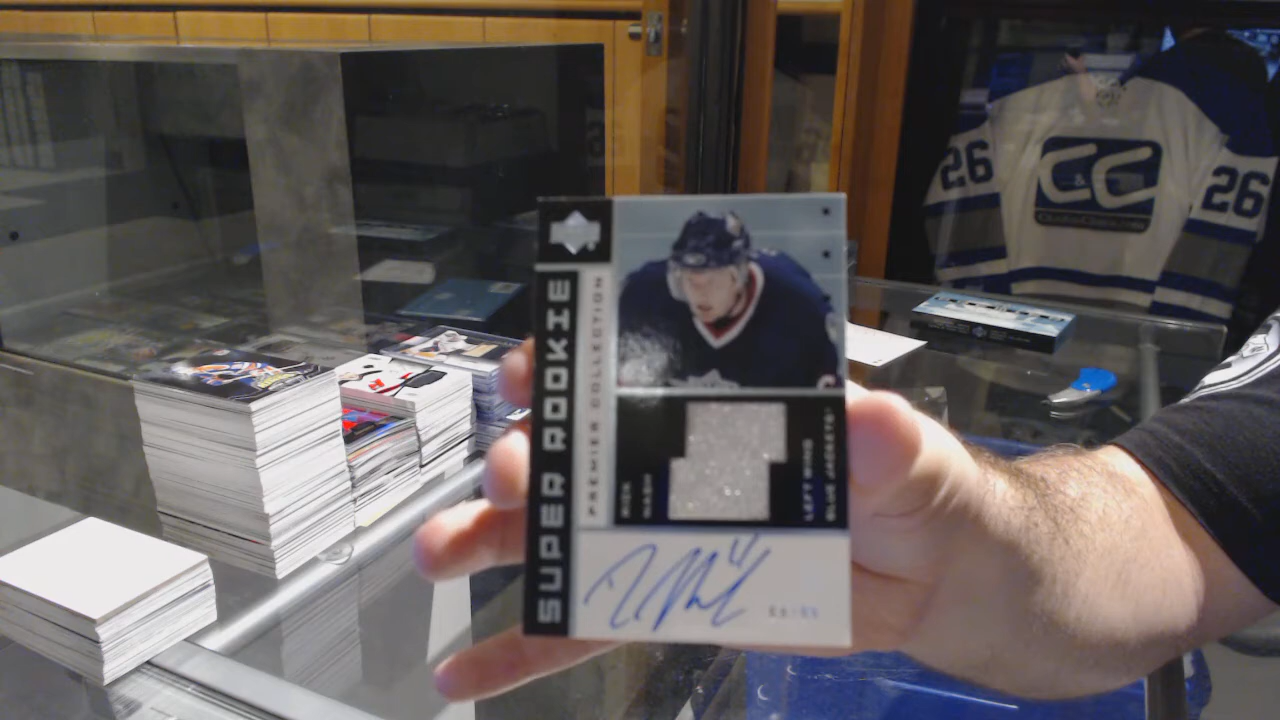 SUPER ROOKIE
PREMIER COLLECTION
RICK
NASH
LEFT WING
BLUE JACKETS
26
C&C
26